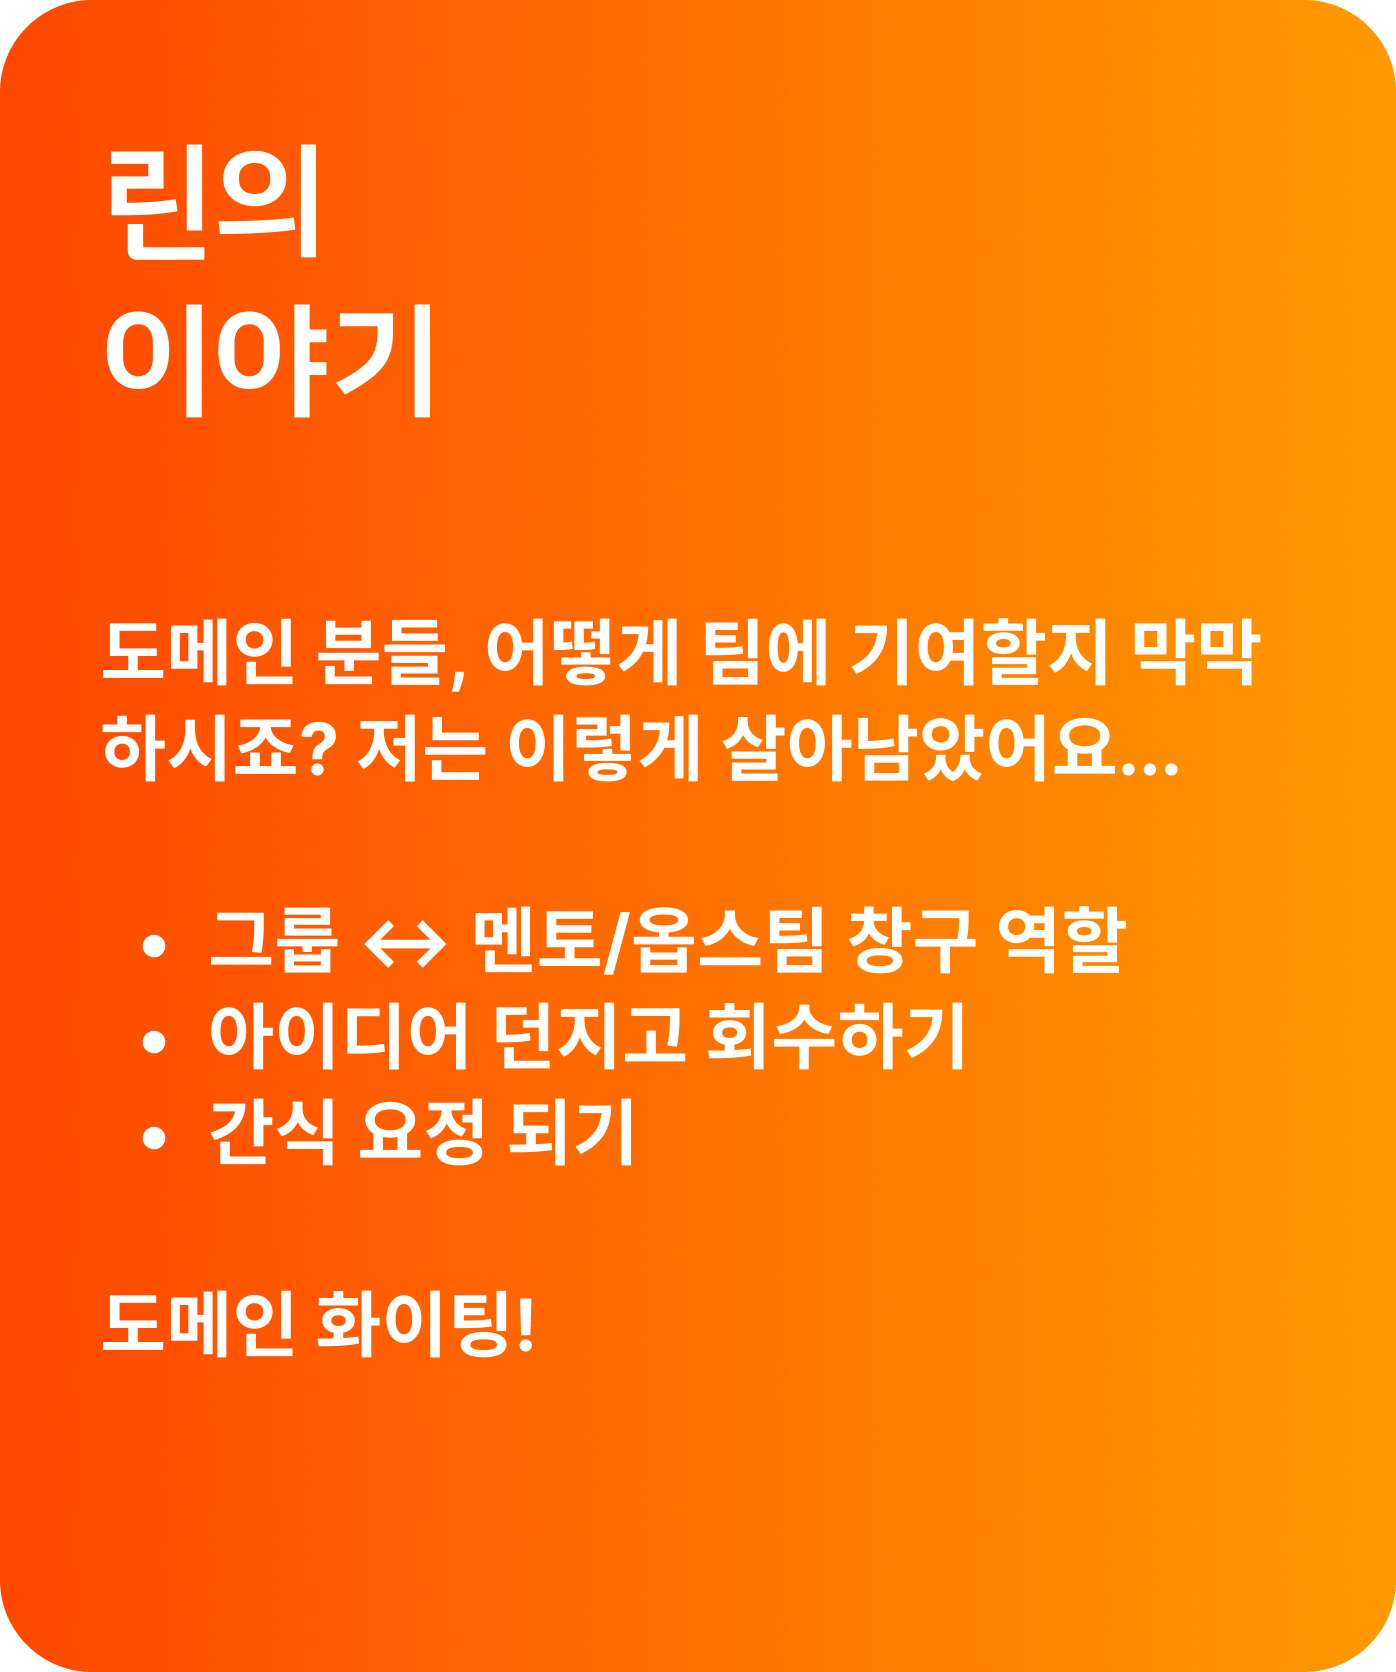 린의
이야기
도메인 분들, 어떻게 팀에 기여할지 막막
하시죠? 저는 이렇게 살아남았어요...
• 그룹 ↔ 멘토/옵스팀 창구 역할
• 아이디어 던지고 회수하기
• 간식 요정 되기
도메인 화이팅!